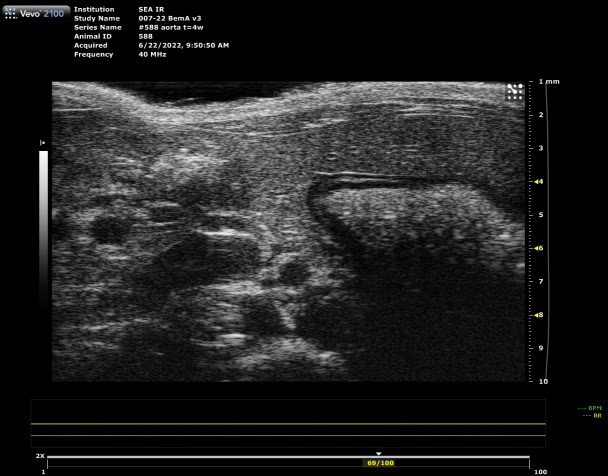 Vevo 2100
Institution SEA IR
Study Name 007-22 BemA v3
Series Name #588 aorta t=4w
Animal ID 588
Acquired 6/22/2022, 9:50:50 AM
Frequency 40 MHz
1 mm
2
3
4
5
6
7
8
9
10
--- BPM
--- RR
2X
69/100
1 100